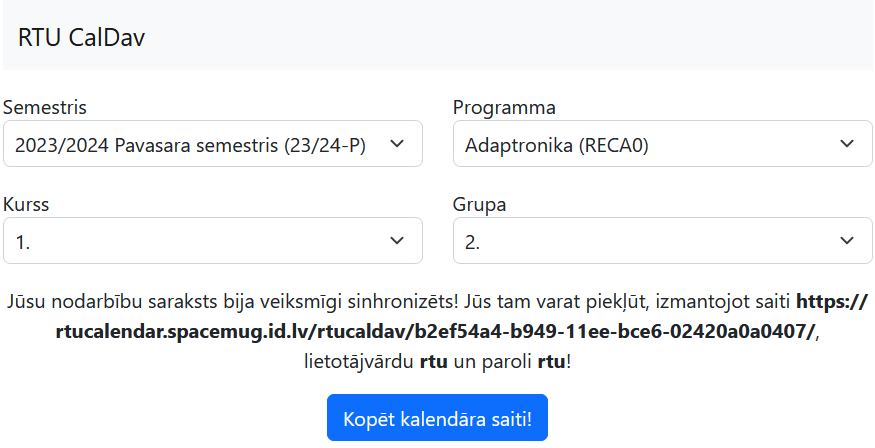 RTU CalDav
Semestris
Programma
2023/2024 Pavasara semestris (23/24-P)
Adaptronika (RECA0)
Kurss
Grupa
1.
2.
Jūsu nodarbību saraksts bija veiksmīgi sinhronizēts! Jūs tam varat piekļūt, izmantojot saiti https://
rtucalendar.spacemug.id.lv/rtucaldav/b2ef54a4-b949-11ee-bce6-02420a0a0407/,
lietotājvārdu rtu un paroli rtu!
Kopēt kalendāra saiti!